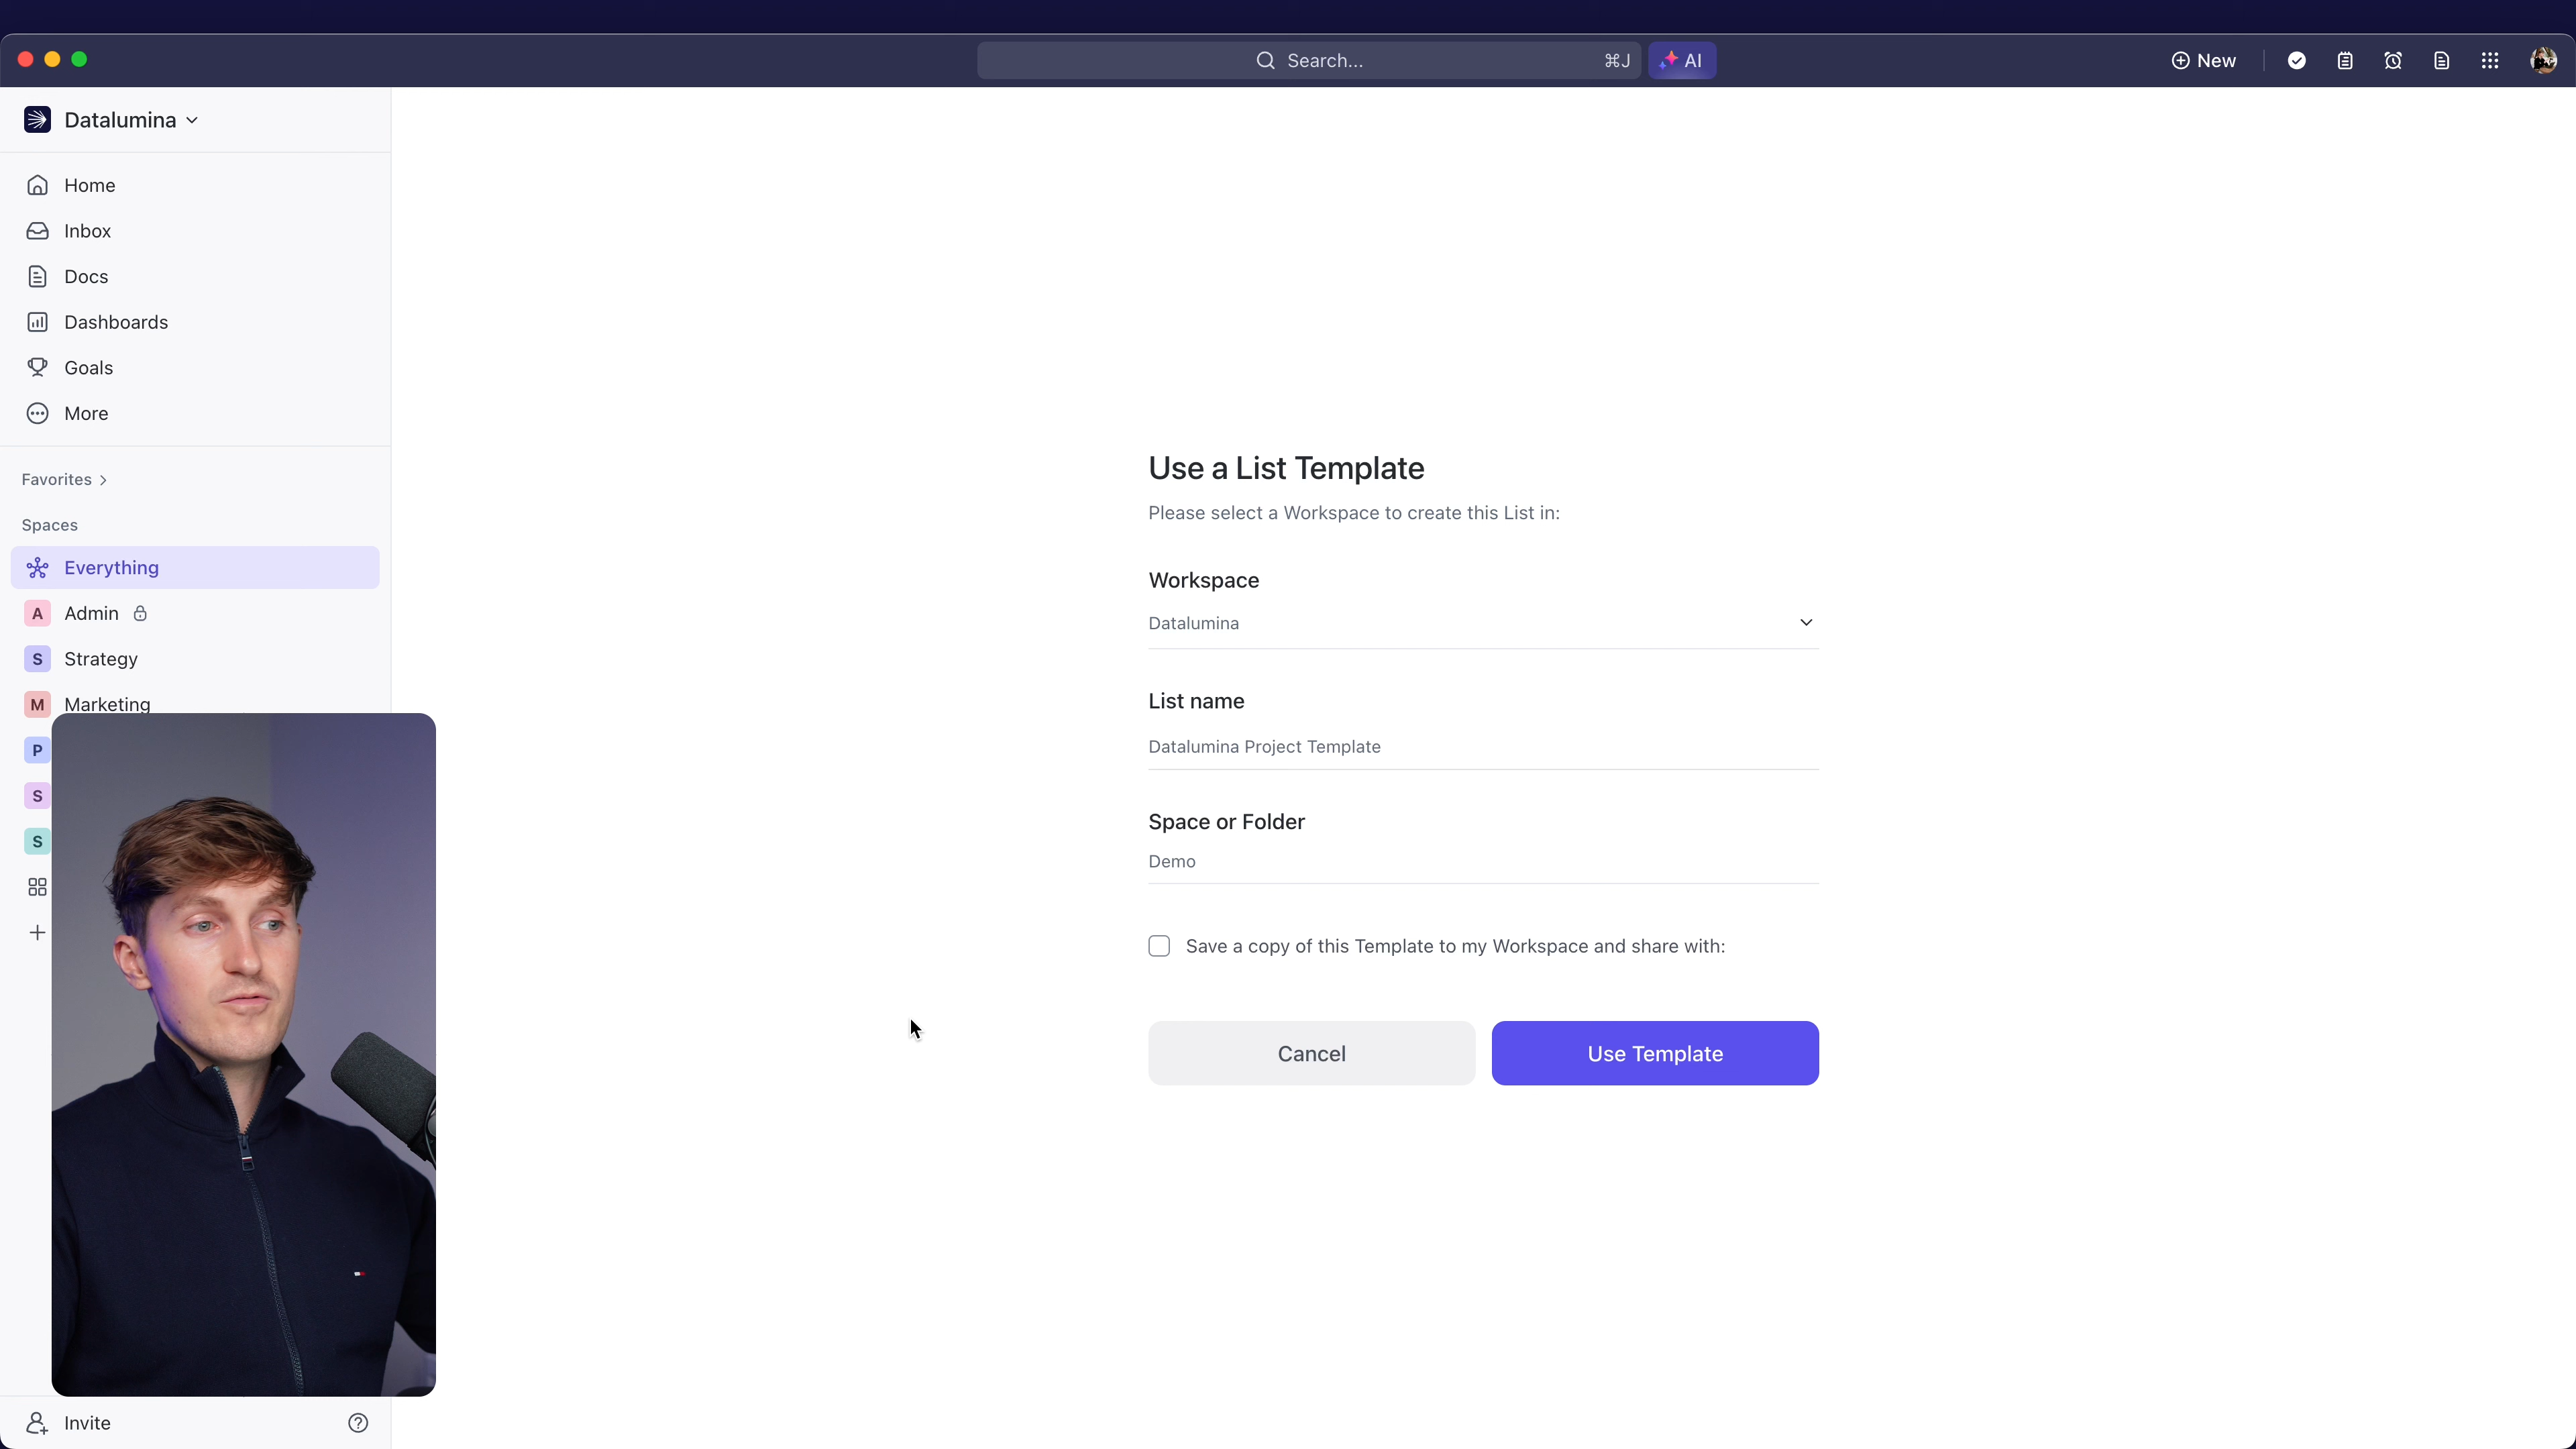 Search...
⌘J
AI
New
Datalumina
Home
Inbox
Docs
Dashboards
Goals
More
Favorites
Spaces
Everything
A Admin
S Strategy
M Marketing
P
S
S
Invite
Use a List Template
Please select a Workspace to create this List in:
Workspace
Datalumina
List name
Datalumina Project Template
Space or Folder
Demo
Save a copy of this Template to my Workspace and share with:
Cancel
Use Template